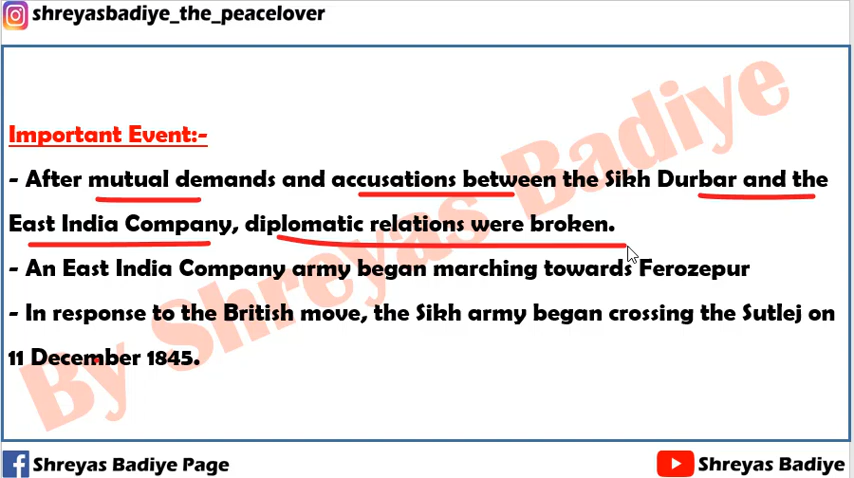 shreyasbadiye_the_peacelover
Important Event:-
- After mutual demands and accusations between the Sikh Durbar and the
East India Company, diplomatic relations were broken.
- An East India Company army began marching towards Ferozepur
- In response to the British move, the Sikh army began crossing the Sutlej on
11 December 1845.
By Shreyas Badiye
Shreyas Badiye Page
Shreyas Badiye